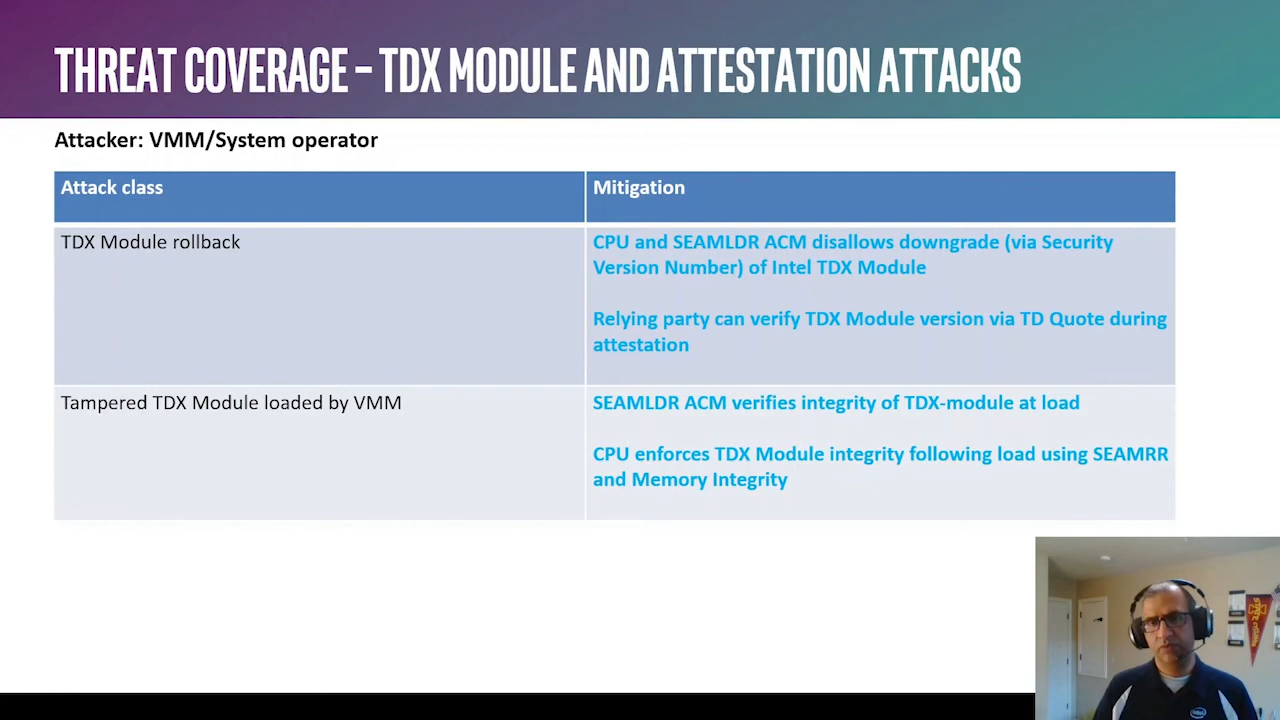 THREAT COVERAGE – TDX MODULE AND ATTESTATION ATTACKS
Attacker: VMM/System operator
Attack class
Mitigation
TDX Module rollback
CPU and SEAMLDR ACM disallows downgrade (via Security
Version Number) of Intel TDX Module
Relying party can verify TDX Module version via TD Quote during
attestation
Tampered TDX Module loaded by VMM
SEAMLDR ACM verifies integrity of TDX-module at load
CPU enforces TDX Module integrity following load using SEAMRR
and Memory Integrity
intel